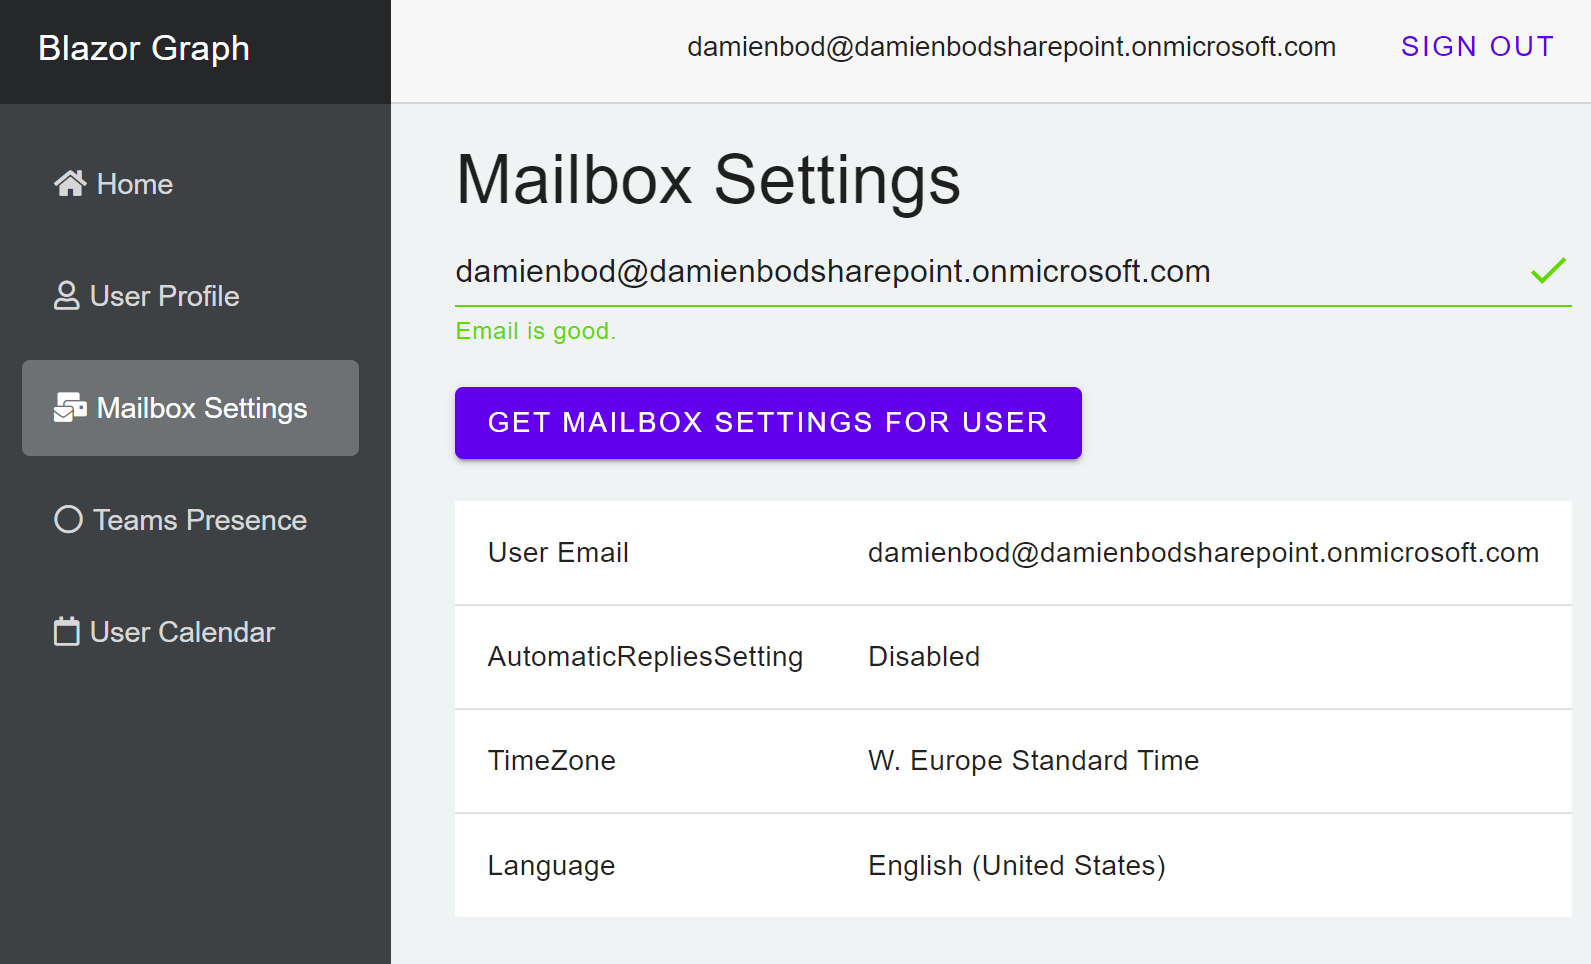 Blazor Graph
damienbod@damienbodsharepoint.onmicrosoft.com SIGN OUT
Home
User Profile
Mailbox Settings
Teams Presence
User Calendar
Mailbox Settings
damienbod@damienbodsharepoint.onmicrosoft.com
Email is good.
GET MAILBOX SETTINGS FOR USER
User Email damienbod@damienbodsharepoint.onmicrosoft.com
AutomaticRepliesSetting Disabled
TimeZone W. Europe Standard Time
Language English (United States)